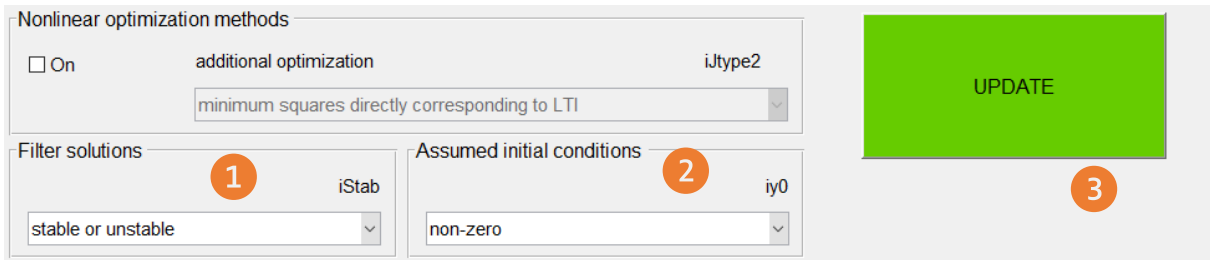 Nonlinear optimization methods
On
additional optimization
iJtype2
minimum squares directly corresponding to LTI
UPDATE
Filter solutions
1
iStab
stable or unstable
Assumed initial conditions
2
iy0
non-zero
3